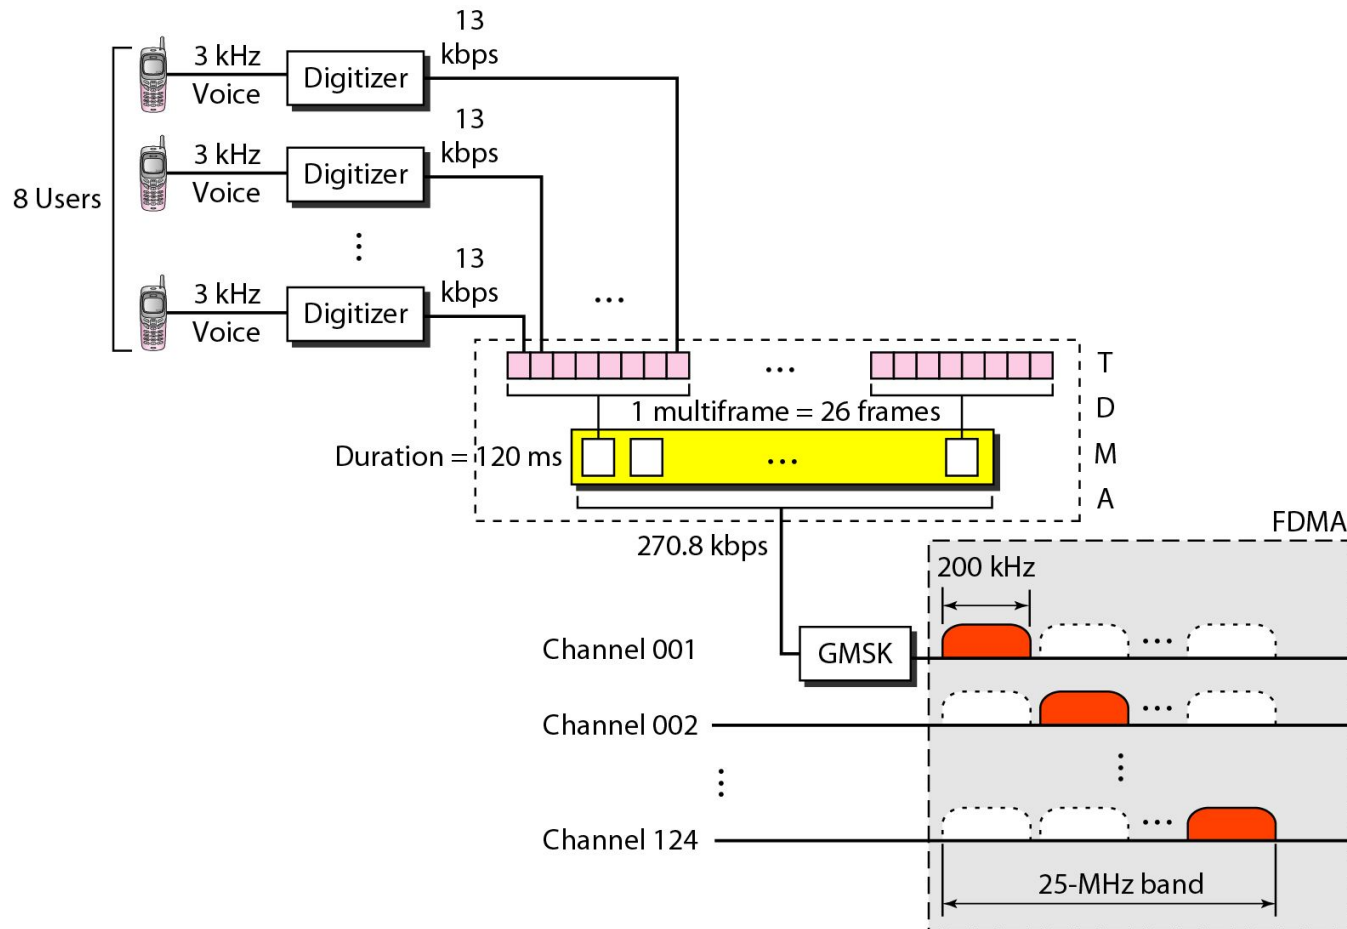 13
kbps
3 kHz
Voice
Digitizer
13
kbps
3 kHz
Voice
Digitizer
8 Users
...
13
kbps
3 kHz
Voice
Digitizer
...
... T
1 multiframe = 26 frames D
Duration = 120 ms ... M
A
270.8 kbps
FDMA
200 kHz
Channel 001
GMSK
...
Channel 002
...
...
...
Channel 124
...
25-MHz band